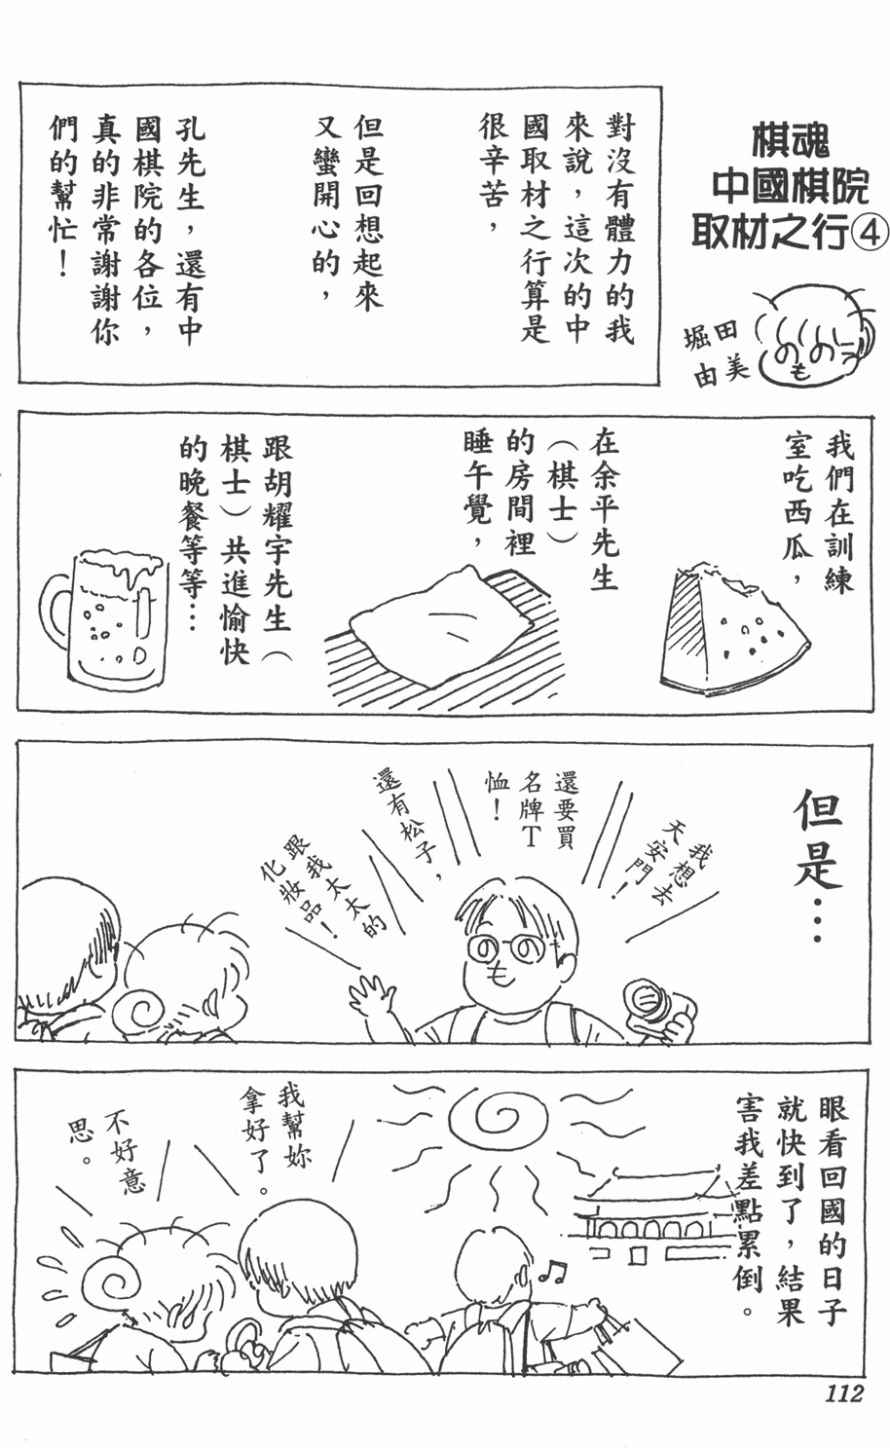 棋魂
中國棋院
取材之行④
堀田
由美
對沒有體力的我
來說，這次的中
國取材之行算是
很辛苦，
但是回想起來
又蠻開心的，
孔先生，還有中
國棋院的各位，
真的非常謝謝你
們的幫忙！
我們在訓練
室吃西瓜，
在余平先生
（棋士）
的房間裡
睡午覺，
跟胡耀宇先生（
棋士）共進愉快
的晚餐等等…
但是…
我想去
天安門！
還要買
名牌T
恤！
還有松子，
跟我太太的
化妝品！
眼看回國的日子
就快到了，結果
害我差點累倒。
我幫妳
拿好了。
不好意
思。
112